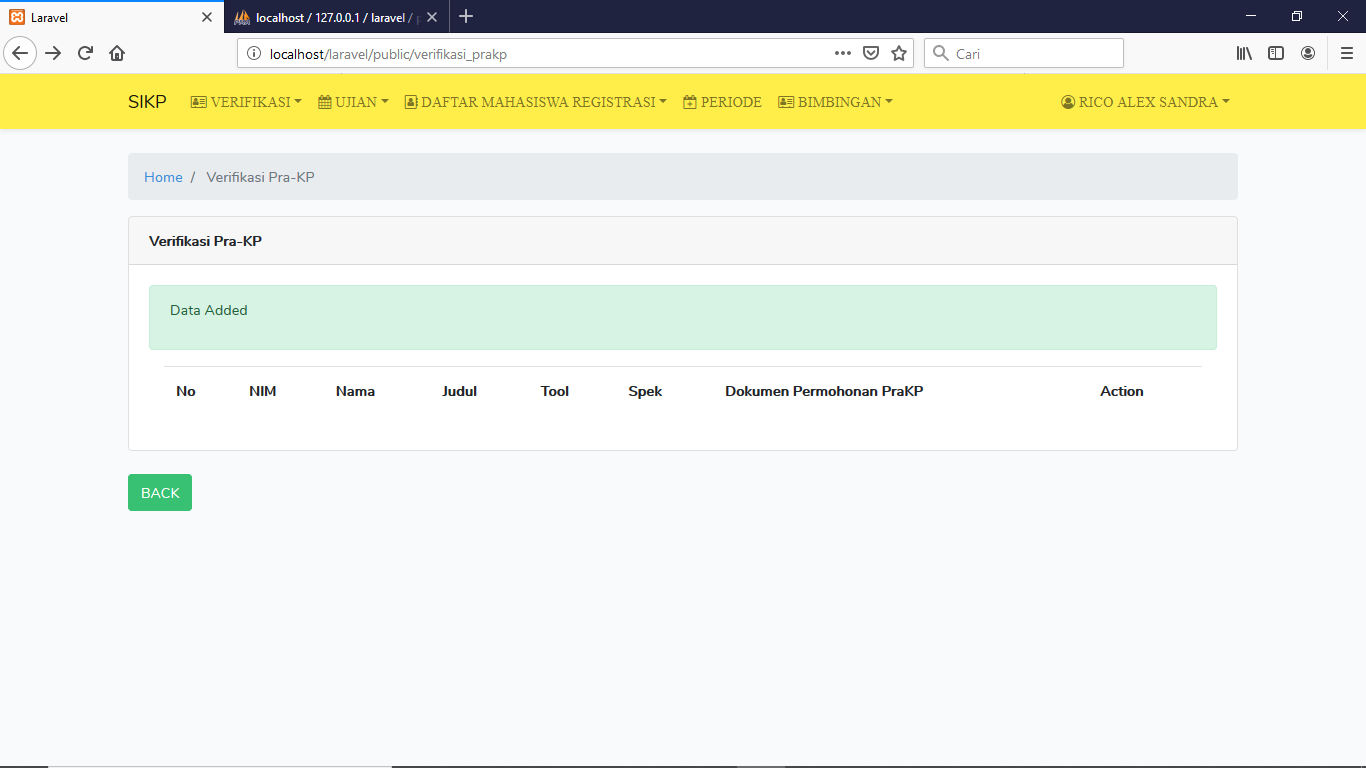 Laravel
localhost / 127.0.0.1 / laravel /
localhost/laravel/public/verifikasi_prakp
Cari
SIKP VERIFIKASI UJIAN DAFTAR MAHASISWA REGISTRASI PERIODE BIMBINGAN RICO ALEX SANDRA
Home / Verifikasi Pra-KP
Verifikasi Pra-KP
Data Added
No NIM Nama Judul Tool Spek Dokumen Permohonan PraKP Action
BACK